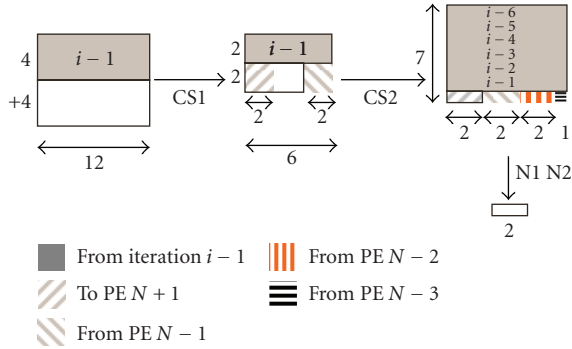 4
i − 1
+4
12
CS1
2
i − 1
2
2
2
6
CS2
7
i − 6
i − 5
i − 4
i − 3
i − 2
i − 1
2
2
2
1
N1 N2
2
From iteration i − 1
To PE N + 1
From PE N − 1
From PE N − 2
From PE N − 3